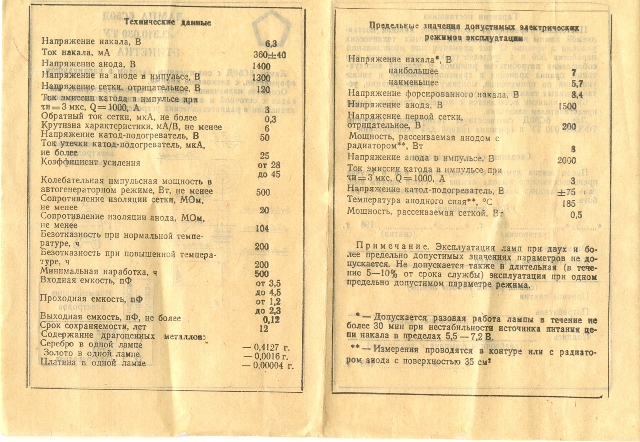 Технические данные
Напряжение накала, В 6,3
Ток накала, мА 360±40
Напряжение анода, В 1400
Напряжение на аноде в импульсе, В 1300
Напряжение сетки, отрицательное, В 120
Ток эмиссии катода в импульсе при
τи=3 мкс, Q=1000, А 3
Обратный ток сетки, мкА, не более 0,3
Крутизна характеристики, мА/В, не менее 6
Напряжение катод-подогреватель, В 50
Ток утечки катод-подогреватель, мкА,
не более 25
Коэффициент усиления от 28
до 45
Колебательная импульсная мощность в
автогенераторном режиме, Вт, не менее 500
Сопротивление изоляции сетки, МОм,
не менее 20
Сопротивление изоляции анода, МОм,
не менее 104
Безотказность при нормальной темпе-
ратуре, ч 200
Безотказность при повышенной темпера-
туре, ч 200
Минимальная наработка, ч 500
Входная емкость, пФ от 3,5
до 4,5
Проходная емкость, пФ от 1,2
до 2,3
Выходная емкость, пФ, не более 0,12
Срок сохраняемости, лет 12
Содержание драгоценных металлов:
Серебро в одной лампе — 0,4127 г.
Золото в одной лампе — 0,0016 г.
Платина в одной лампе — 0,00004 г.
Предельные значения допустимых электрических
режимов эксплуатации
Напряжение накала*, В
наибольшее 7
наименьшее 5,7
Напряжение форсированного накала, В 8,4
Напряжение анода, В 1500
Напряжение первой сетки,
отрицательное, В 200
Мощность, рассеиваемая анодом с
радиатором**, Вт 8
Напряжение анода в импульсе, В 2000
Ток эмиссии катода в импульсе при
τи=3 мкс, Q=1000, А 3
Напряжение катод-подогреватель, В ±75
Температура анодного спая**, °С 185
Мощность, рассеиваемая сеткой, Вт 0,5
Примечание. Эксплуатация ламп при двух и бо-
лее предельно допустимых значениях параметров не до-
пускается. Не допускается также и длительная (в тече-
ние 5—10% от срока службы) эксплуатация при одном
предельно допустимом параметре режима.
* — Допускается разовая работа лампы в течение не
более 30 мин при нестабильности источника питания це-
пи накала в пределах 5,5—7,2 В.
** — Измерения проводятся в контуре или с радиато-
ром анода с поверхностью 35 см²